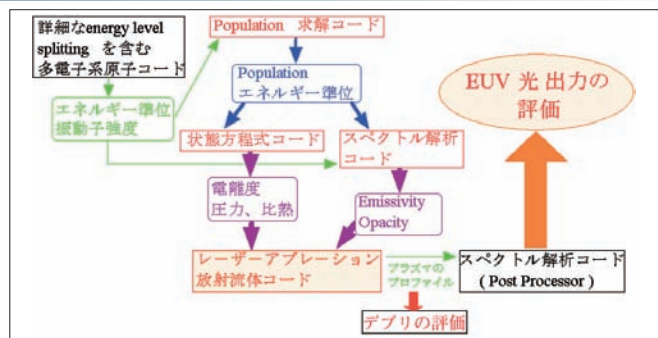 詳細なenergy level
splitting を含む
多電子系原子コード
Population 求解コード
Population
エネルギー準位
エネルギー準位
振動子強度
状態方程式コード
スペクトル解析
コード
電離度
圧力、比熱
Emissivity
Opacity
レーザーアブレーション
放射流体コード
プラズマの
プロファイル
スペクトル解析コード
( Post Processor )
デブリの評価
EUV 光 出力の
評価